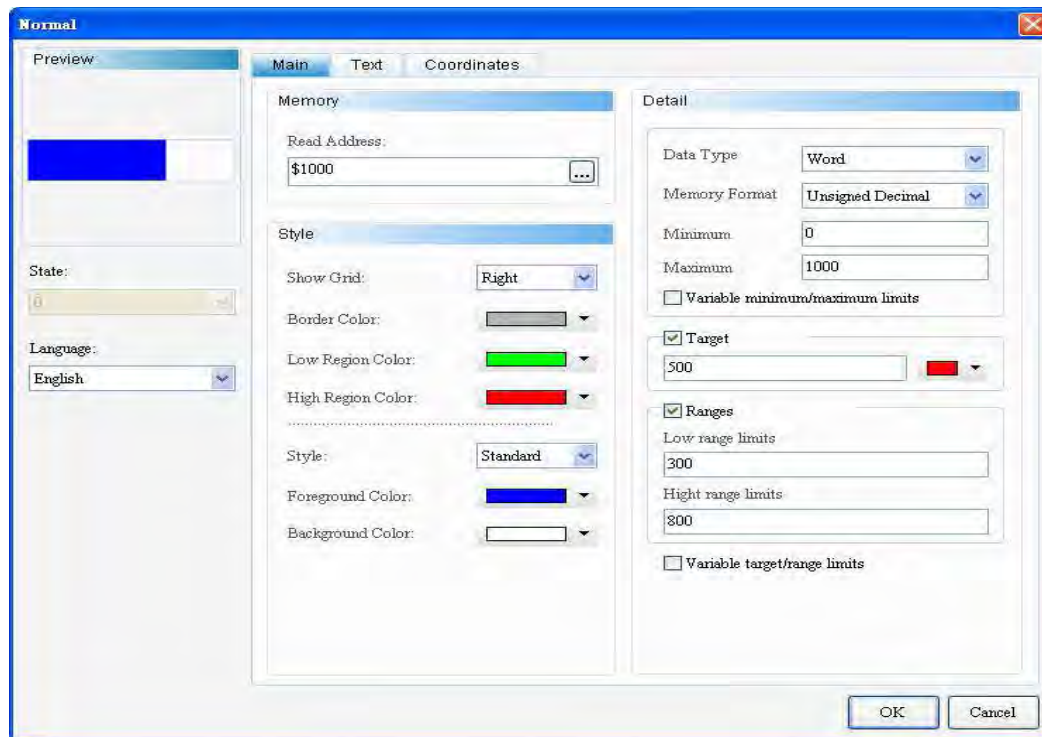 Normal
Preview
State:
0
Language:
English
Main Text Coordinates
Memory
Read Address:
$1000
...
Style
Show Grid: Right
Border Color:
Low Region Color:
High Region Color:
Style: Standard
Foreground Color:
Background Color:
Detail
Data Type Word
Memory Format Unsigned Decimal
Minimum 0
Maximum 1000
Variable minimum/maximum limits
Target
500
Ranges
Low range limits
300
Hight range limits
800
Variable target/range limits
OK Cancel